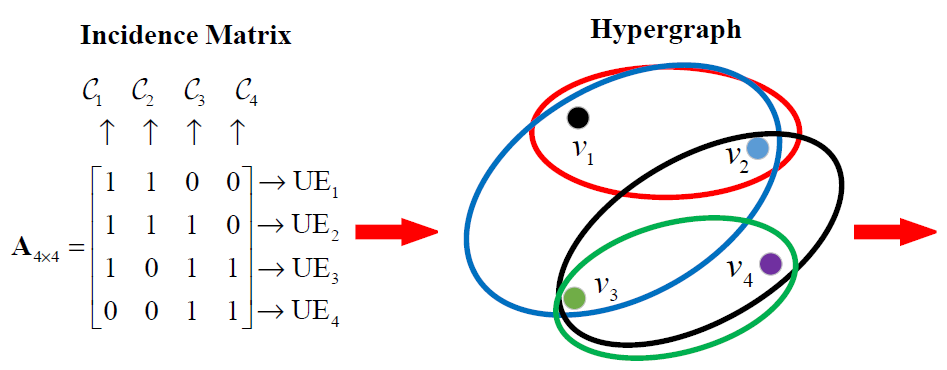 Incidence Matrix
C1 C2 C3 C4
↑ ↑ ↑ ↑
A4×4 = [1 1 0 0] → UE1
[1 1 1 0] → UE2
[1 0 1 1] → UE3
[0 0 1 1] → UE4
Hypergraph
v1
v2
v3
v4